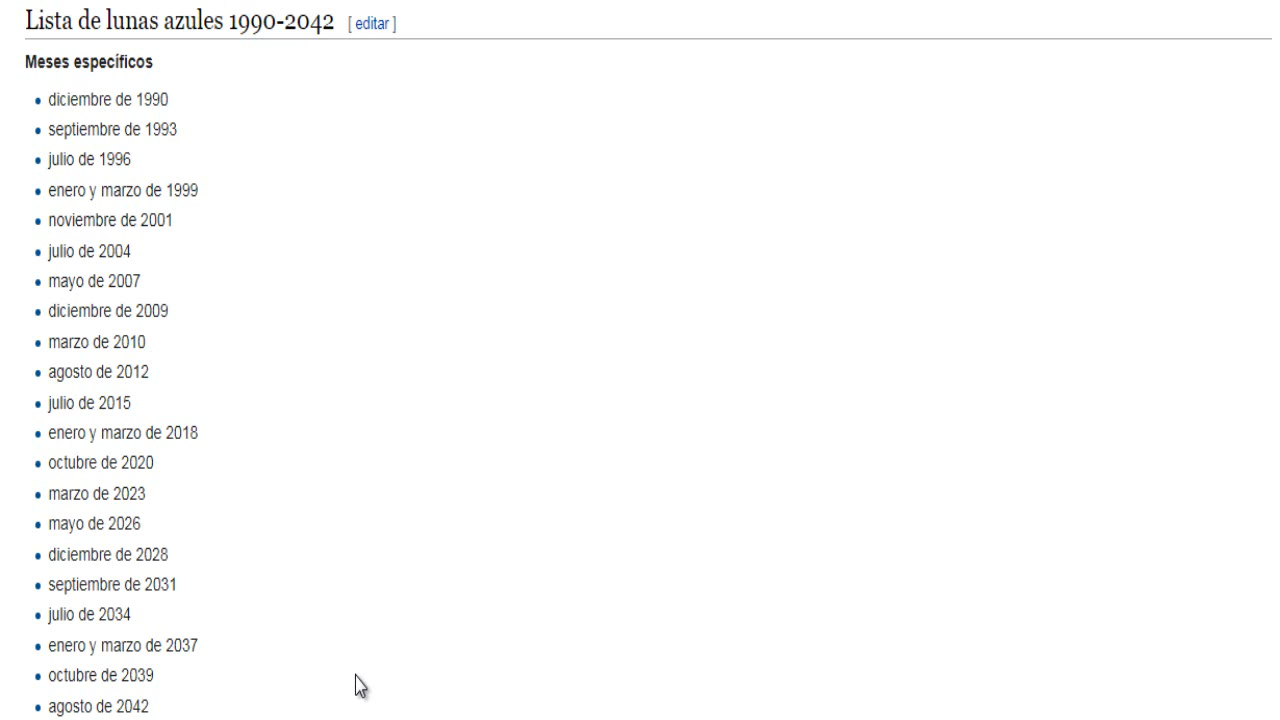 Lista de lunas azules 1990-2042 [ editar ]
Meses específicos
diciembre de 1990
septiembre de 1993
julio de 1996
enero y marzo de 1999
noviembre de 2001
julio de 2004
mayo de 2007
diciembre de 2009
marzo de 2010
agosto de 2012
julio de 2015
enero y marzo de 2018
octubre de 2020
marzo de 2023
mayo de 2026
diciembre de 2028
septiembre de 2031
julio de 2034
enero y marzo de 2037
octubre de 2039
agosto de 2042